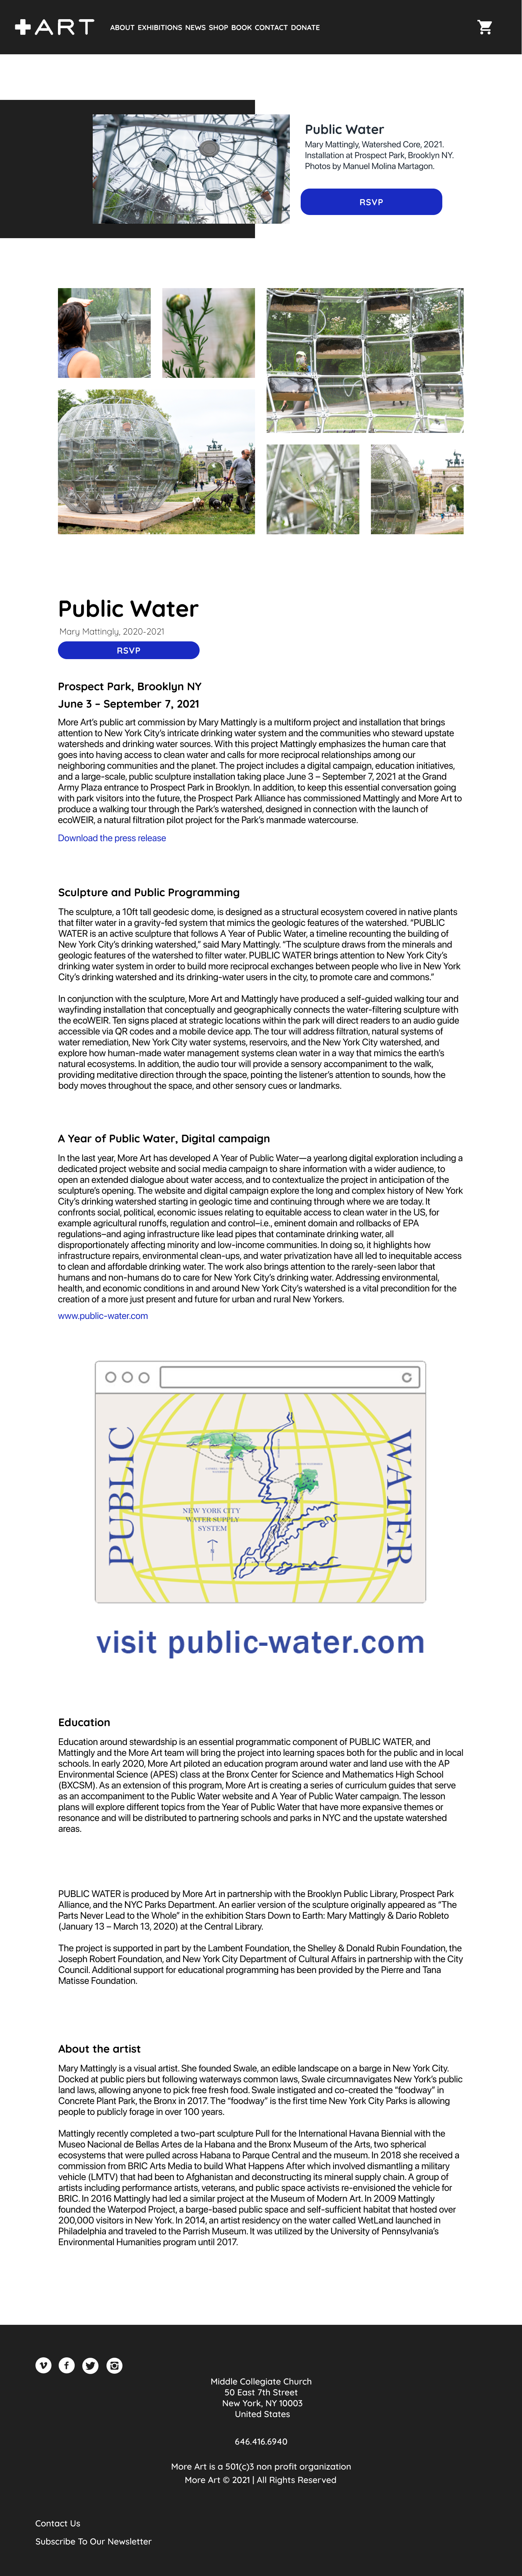 ART
ABOUT EXHIBITIONS NEWS SHOP BOOK CONTACT DONATE
Public Water
Mary Mattingly, Watershed Core, 2021.
Installation at Prospect Park, Brooklyn NY.
Photos by Manuel Molina Martagon.
RSVP
Public Water
Mary Mattingly, 2020-2021
RSVP
Prospect Park, Brooklyn NY
June 3 – September 7, 2021
More Art's public art commission by Mary Mattingly is a multiform project and installation that brings
attention to New York City's intricate drinking water system and the communities who steward upstate
watersheds and drinking water sources. With this project Mattingly emphasizes the human care that
goes into having access to clean water and calls for more reciprocal relationships among our
neighboring communities and the planet. The project includes a digital campaign, education initiatives,
and a large-scale, public sculpture installation taking place June 3 – September 7, 2021 at the Grand
Army Plaza entrance to Prospect Park in Brooklyn. In addition, to keep this essential conversation going
with park visitors into the future, the Prospect Park Alliance has commissioned Mattingly and More Art to
produce a walking tour through the Park's watershed, designed in connection with the launch of
ecoWEIR, a natural filtration pilot project for the Park's manmade watercourse.
Download the press release
Sculpture and Public Programming
The sculpture, a 10ft tall geodesic dome, is designed as a structural ecosystem covered in native plants
that filter water in a gravity-fed system that mimics the geologic features of the watershed. "PUBLIC
WATER is an active sculpture that follows A Year of Public Water, a timeline recounting the building of
New York City's drinking watershed," said Mary Mattingly. "The sculpture draws from the minerals and
geologic features of the watershed to filter water. PUBLIC WATER brings attention to New York City's
drinking water system in order to build more reciprocal exchanges between people who live in New York
City's drinking watershed and its drinking-water users in the city, to promote care and commons."
In conjunction with the sculpture, More Art and Mattingly have produced a self-guided walking tour and
wayfinding installation that conceptually and geographically connects the water-filtering sculpture with
the ecoWEIR. Ten signs placed at strategic locations within the park will direct readers to an audio guide
accessible via QR codes and a mobile device app. The tour will address filtration, natural systems of
water remediation, New York City water systems, reservoirs, and the New York City watershed, and
explore how human-made water management systems clean water in a way that mimics the earth's
natural ecosystems. In addition, the audio tour will provide a sensory accompaniment to the walk,
providing meditative direction through the space, pointing the listener's attention to sounds, how the
body moves throughout the space, and other sensory cues or landmarks.
A Year of Public Water, Digital campaign
In the last year, More Art has developed A Year of Public Water—a yearlong digital exploration including a
dedicated project website and social media campaign to share information with a wider audience, to
open an extended dialogue about water access, and to contextualize the project in anticipation of the
sculpture's opening. The website and digital campaign explore the long and complex history of New York
City's drinking watershed starting in geologic time and continuing through where we are today. It
confronts social, political, economic issues relating to equitable access to clean water in the US, for
example agricultural runoffs, regulation and control–i.e., eminent domain and rollbacks of EPA
regulations–and aging infrastructure like lead pipes that contaminate drinking water, all
disproportionately affecting minority and low-income communities. In doing so, it highlights how
infrastructure repairs, environmental clean-ups, and water privatization have all led to inequitable access
to clean and affordable drinking water. The work also brings attention to the rarely-seen labor that
humans and non-humans do to care for New York City's drinking water. Addressing environmental,
health, and economic conditions in and around New York City's watershed is a vital precondition for the
creation of a more just present and future for urban and rural New Yorkers.
www.public-water.com
PUBLIC
WATER
NEW YORK CITY
WATER SUPPLY
SYSTEM
visit public-water.com
Education
Education around stewardship is an essential programmatic component of PUBLIC WATER, and
Mattingly and the More Art team will bring the project into learning spaces both for the public and in local
schools. In early 2020, More Art piloted an education program around water and land use with the AP
Environmental Science (APES) class at the Bronx Center for Science and Mathematics High School
(BXCSM). As an extension of this program, More Art is creating a series of curriculum guides that serve
as an accompaniment to the Public Water website and A Year of Public Water campaign. The lesson
plans will explore different topics from the Year of Public Water that have more expansive themes or
resonance and will be distributed to partnering schools and parks in NYC and the upstate watershed
areas.
PUBLIC WATER is produced by More Art in partnership with the Brooklyn Public Library, Prospect Park
Alliance, and the NYC Parks Department. An earlier version of the sculpture originally appeared as "The
Parts Never Lead to the Whole" in the exhibition Stars Down to Earth: Mary Mattingly & Dario Robleto
(January 13 – March 13, 2020) at the Central Library.
The project is supported in part by the Lambent Foundation, the Shelley & Donald Rubin Foundation, the
Joseph Robert Foundation, and New York City Department of Cultural Affairs in partnership with the City
Council. Additional support for educational programming has been provided by the Pierre and Tana
Matisse Foundation.
About the artist
Mary Mattingly is a visual artist. She founded Swale, an edible landscape on a barge in New York City.
Docked at public piers but following waterways common laws, Swale circumnavigates New York's public
land laws, allowing anyone to pick free fresh food. Swale instigated and co-created the "foodway" in
Concrete Plant Park, the Bronx in 2017. The "foodway" is the first time New York City Parks is allowing
people to publicly forage in over 100 years.
Mattingly recently completed a two-part sculpture Pull for the International Havana Biennial with the
Museo Nacional de Bellas Artes de la Habana and the Bronx Museum of the Arts, two spherical
ecosystems that were pulled across Habana to Parque Central and the museum. In 2018 she received a
commission from BRIC Arts Media to build What Happens After which involved dismantling a military
vehicle (LMTV) that had been to Afghanistan and deconstructing its mineral supply chain. A group of
artists including performance artists, veterans, and public space activists re-envisioned the vehicle for
BRIC. In 2016 Mattingly had led a similar project at the Museum of Modern Art. In 2009 Mattingly
founded the Waterpod Project, a barge-based public space and self-sufficient habitat that hosted over
200,000 visitors in New York. In 2014, an artist residency on the water called WetLand launched in
Philadelphia and traveled to the Parrish Museum. It was utilized by the University of Pennsylvania's
Environmental Humanities program until 2017.
Middle Collegiate Church
50 East 7th Street
New York, NY 10003
United States
646.416.6940
More Art is a 501(c)3 non profit organization
More Art © 2021 | All Rights Reserved
Contact Us
Subscribe To Our Newsletter